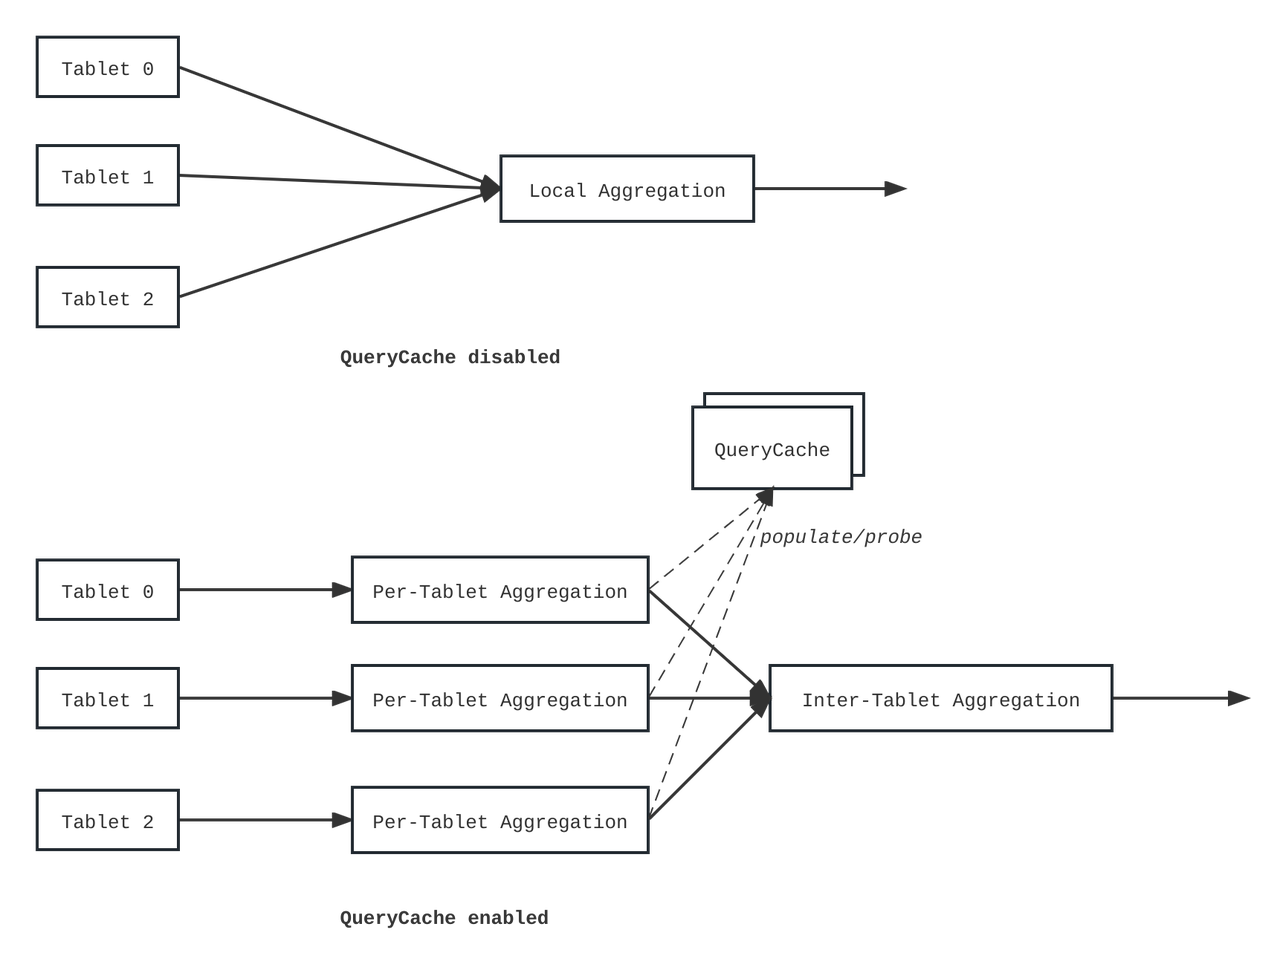 Tablet 0
Tablet 1
Local Aggregation
Tablet 2
QueryCache disabled
QueryCache
populate/probe
Tablet 0
Per-Tablet Aggregation
Tablet 1
Per-Tablet Aggregation
Inter-Tablet Aggregation
Tablet 2
Per-Tablet Aggregation
QueryCache enabled